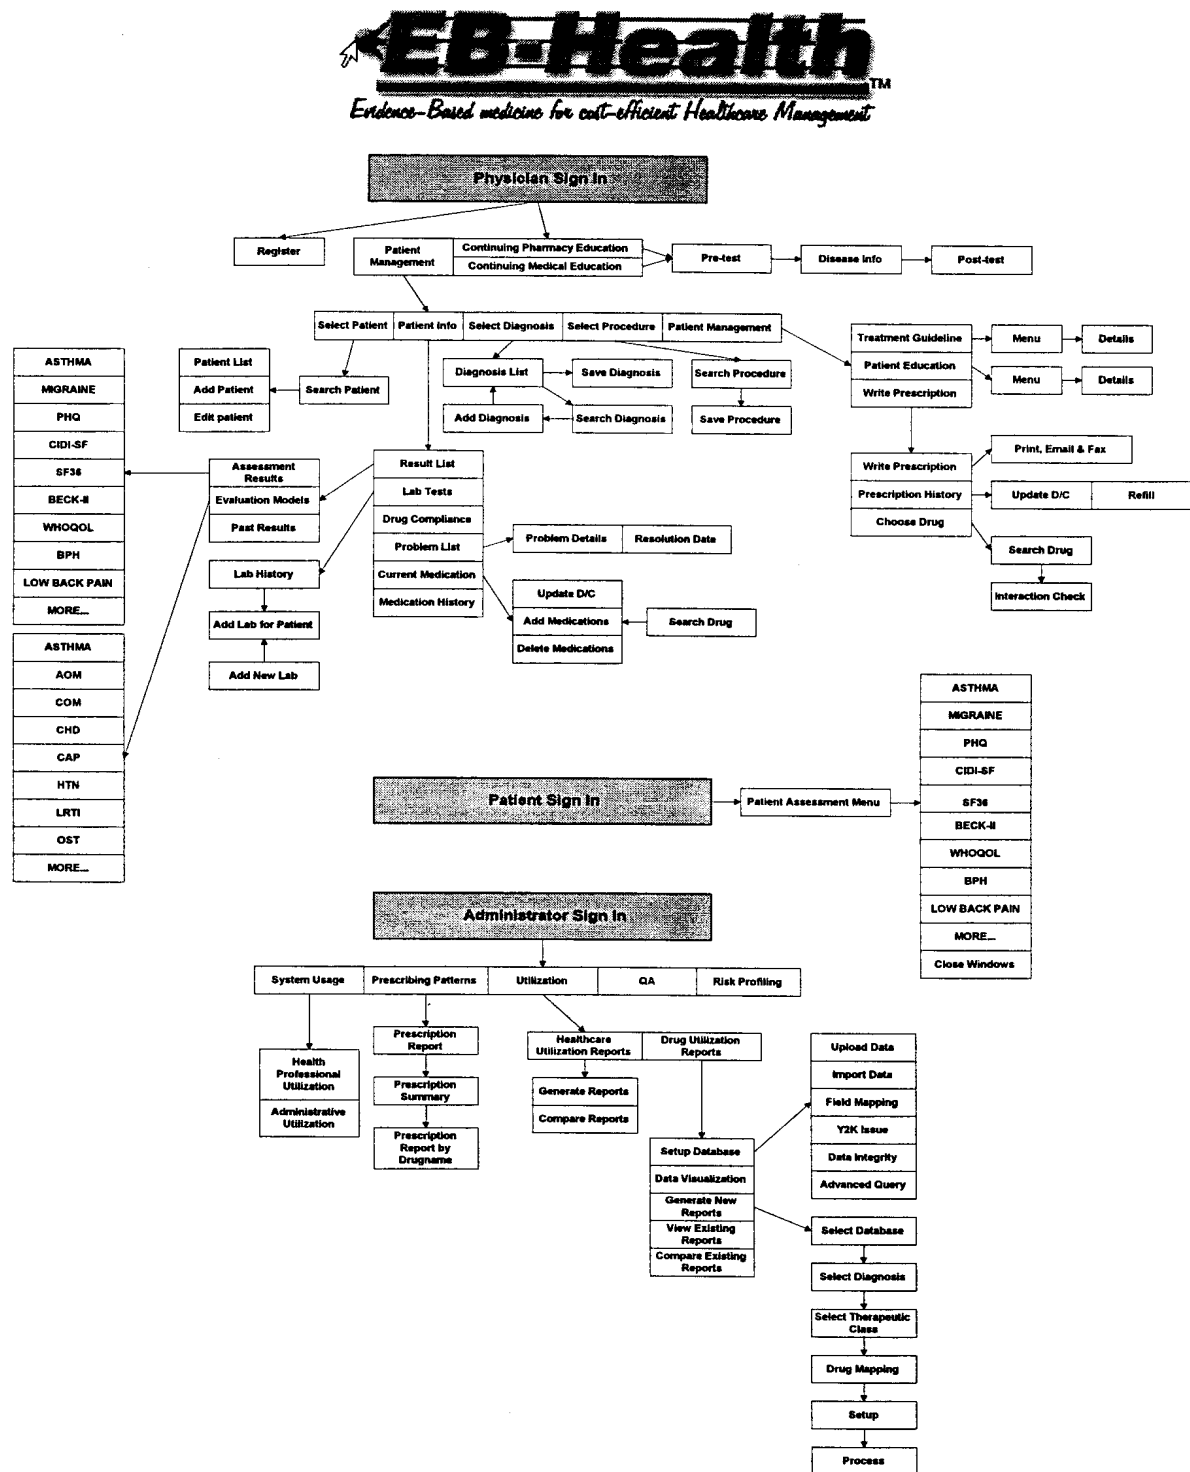 EB-Health
TM
Evidence-Based medicine for cost-efficient Healthcare Management
Physician Sign In
Register
Patient
Management
Continuing Pharmacy Education
Continuing Medical Education
Pre-test
Disease Info
Post-test
Select Patient
Patient Info
Select Diagnosis
Select Procedure
Patient Management
Treatment Guideline
Patient Education
Write Prescription
Menu
Details
Menu
Details
Patient List
Add Patient
Edit patient
Search Patient
Diagnosis List
Save Diagnosis
Add Diagnosis
Search Diagnosis
Search Procedure
Save Procedure
ASTHMA
MIGRAINE
PHQ
CIDI-SF
SF36
BECK-II
WHOQOL
BPH
LOW BACK PAIN
MORE...
ASTHMA
AOM
COM
CHD
CAP
HTN
LRTI
OST
MORE...
Assessment
Results
Evaluation Models
Past Results
Lab History
Add Lab for Patient
Add New Lab
Result List
Lab Tests
Drug Compliance
Problem List
Current Medication
Medication History
Problem Details
Resolution Date
Update D/C
Add Medications
Delete Medications
Search Drug
Write Prescription
Prescription History
Choose Drug
Print, Email & Fax
Update D/C
Refill
Search Drug
Interaction Check
Patient Sign In
Patient Assessment Menu
ASTHMA
MIGRAINE
PHQ
CIDI-SF
SF36
BECK-II
WHOQOL
BPH
LOW BACK PAIN
MORE...
Close Windows
Administrator Sign In
System Usage
Prescribing Patterns
Utilization
QA
Risk Profiling
Health
Professional
Utilization
Administrative
Utilization
Prescription
Report
Prescription
Summary
Prescription
Report by
Drugname
Healthcare
Utilization Reports
Drug Utilization
Reports
Generate Reports
Compare Reports
Setup Database
Data Visualization
Generate New
Reports
View Existing
Reports
Compare Existing
Reports
Upload Data
Import Data
Field Mapping
Y2K Issue
Data Integrity
Advanced Query
Select Database
Select Diagnosis
Select Therapeutic
Class
Drug Mapping
Setup
Process